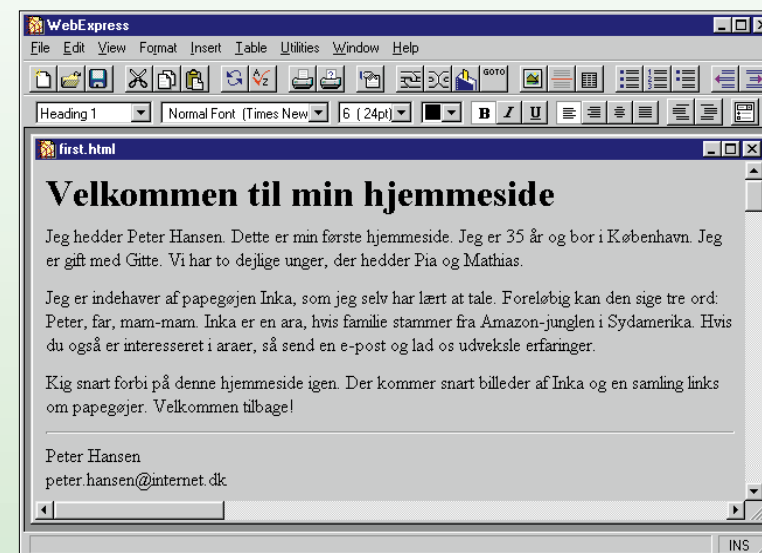 WebExpress
File Edit View Format Insert Table Utilities Window Help
GOTO
Heading 1 Normal Font (Times New 6 (24pt) B I U
first.html
Velkommen til min hjemmeside
Jeg hedder Peter Hansen. Dette er min første hjemmeside. Jeg er 35 år og bor i København. Jeg
er gift med Gitte. Vi har to dejlige unger, der hedder Pia og Mathias.
Jeg er indehaver af papegøjen Inka, som jeg selv har lært at tale. Foreløbig kan den sige tre ord:
Peter, far, mam-mam. Inka er en ara, hvis familie stammer fra Amazon-junglen i Sydamerika. Hvis
du også er interesseret i araer, så send en e-post og lad os udveksle erfaringer.
Kig snart forbi på denne hjemmeside igen. Der kommer snart billeder af Inka og en samling links
om papegøjer. Velkommen tilbage!
Peter Hansen
peter.hansen@internet.dk
INS